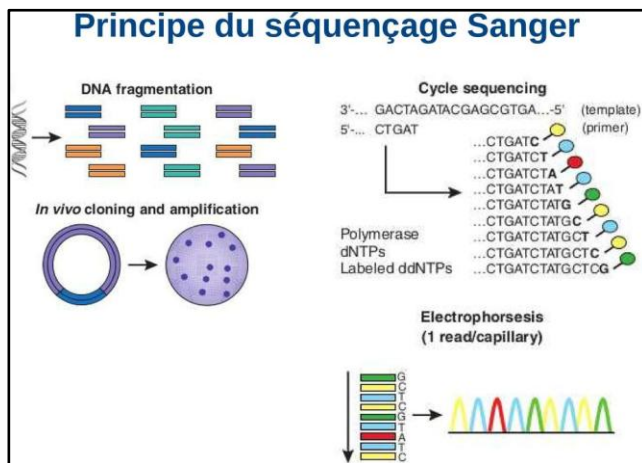 Principe du séquençage Sanger
DNA fragmentation
In vivo cloning and amplification
Cycle sequencing
3'-... GACTAGATACGAGCGTGA...-5' (template)
5'-... CTGAT (primer)
...CTGATC
...CTGATCT
...CTGATCTA
...CTGATCTAT
...CTGATCTATG
...CTGATCTATGC
...CTGATCTATGCT
...CTGATCTATGCTC
...CTGATCTATGCTCG
Polymerase
dNTPs
Labeled ddNTPs
Electrophorsesis
(1 read/capillary)
G
C
T
C
G
T
A
T
C